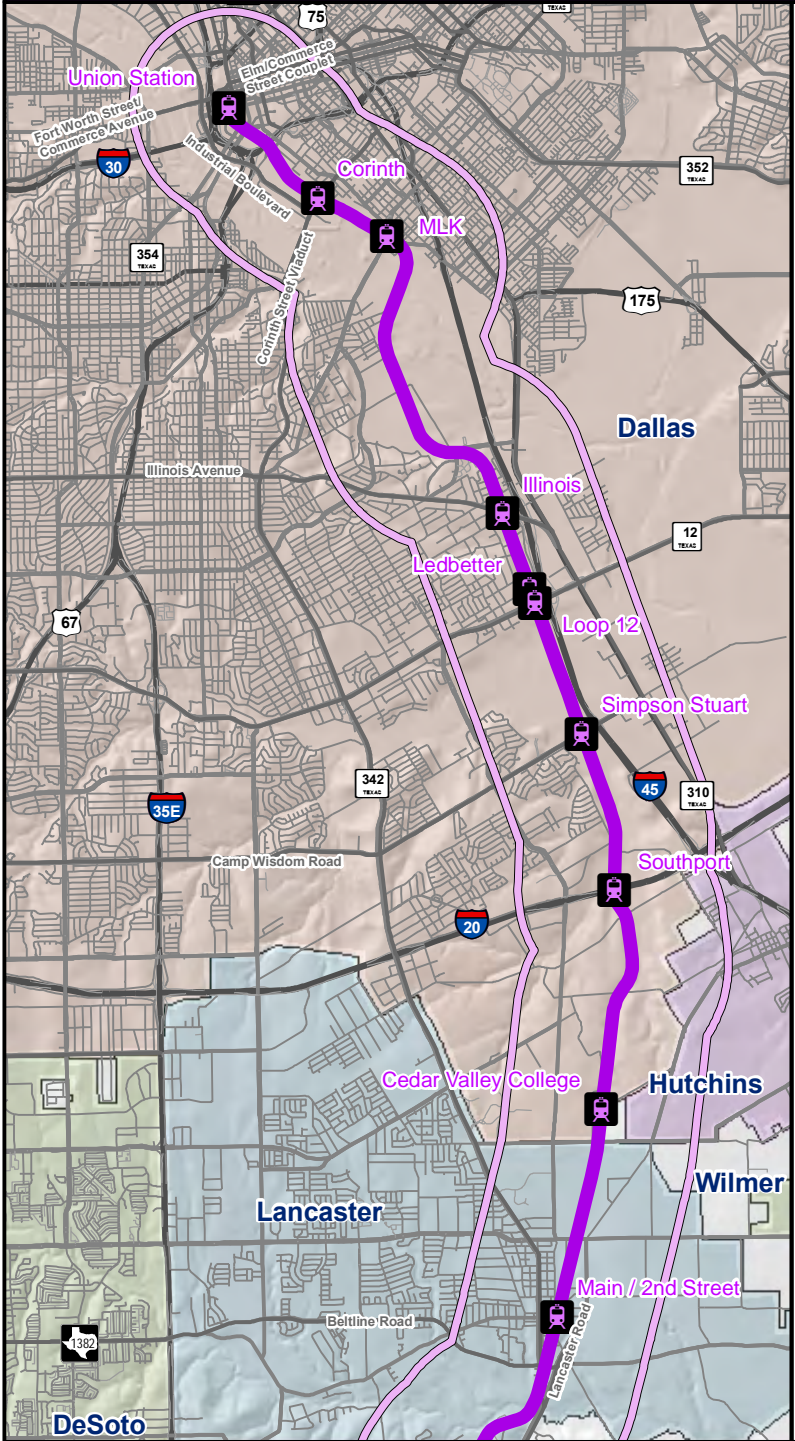 75
TEXAS
Elm/Commerce
Street Couplet
Union Station
Fort Worth Street/
Commerce Avenue
Industrial Boulevard
30
Corinth
352
TEXAS
MLK
354
TEXAS
Corinth Street Viaduct
175
Dallas
Illinois Avenue
Illinois
12
TEXAS
Ledbetter
Loop 12
67
Simpson Stuart
342
TEXAS
45
310
TEXAS
35E
Camp Wisdom Road
Southport
20
Cedar Valley College
Hutchins
Wilmer
Lancaster
Main / 2nd Street
Beltline Road
Lancaster Road
1382
DeSoto